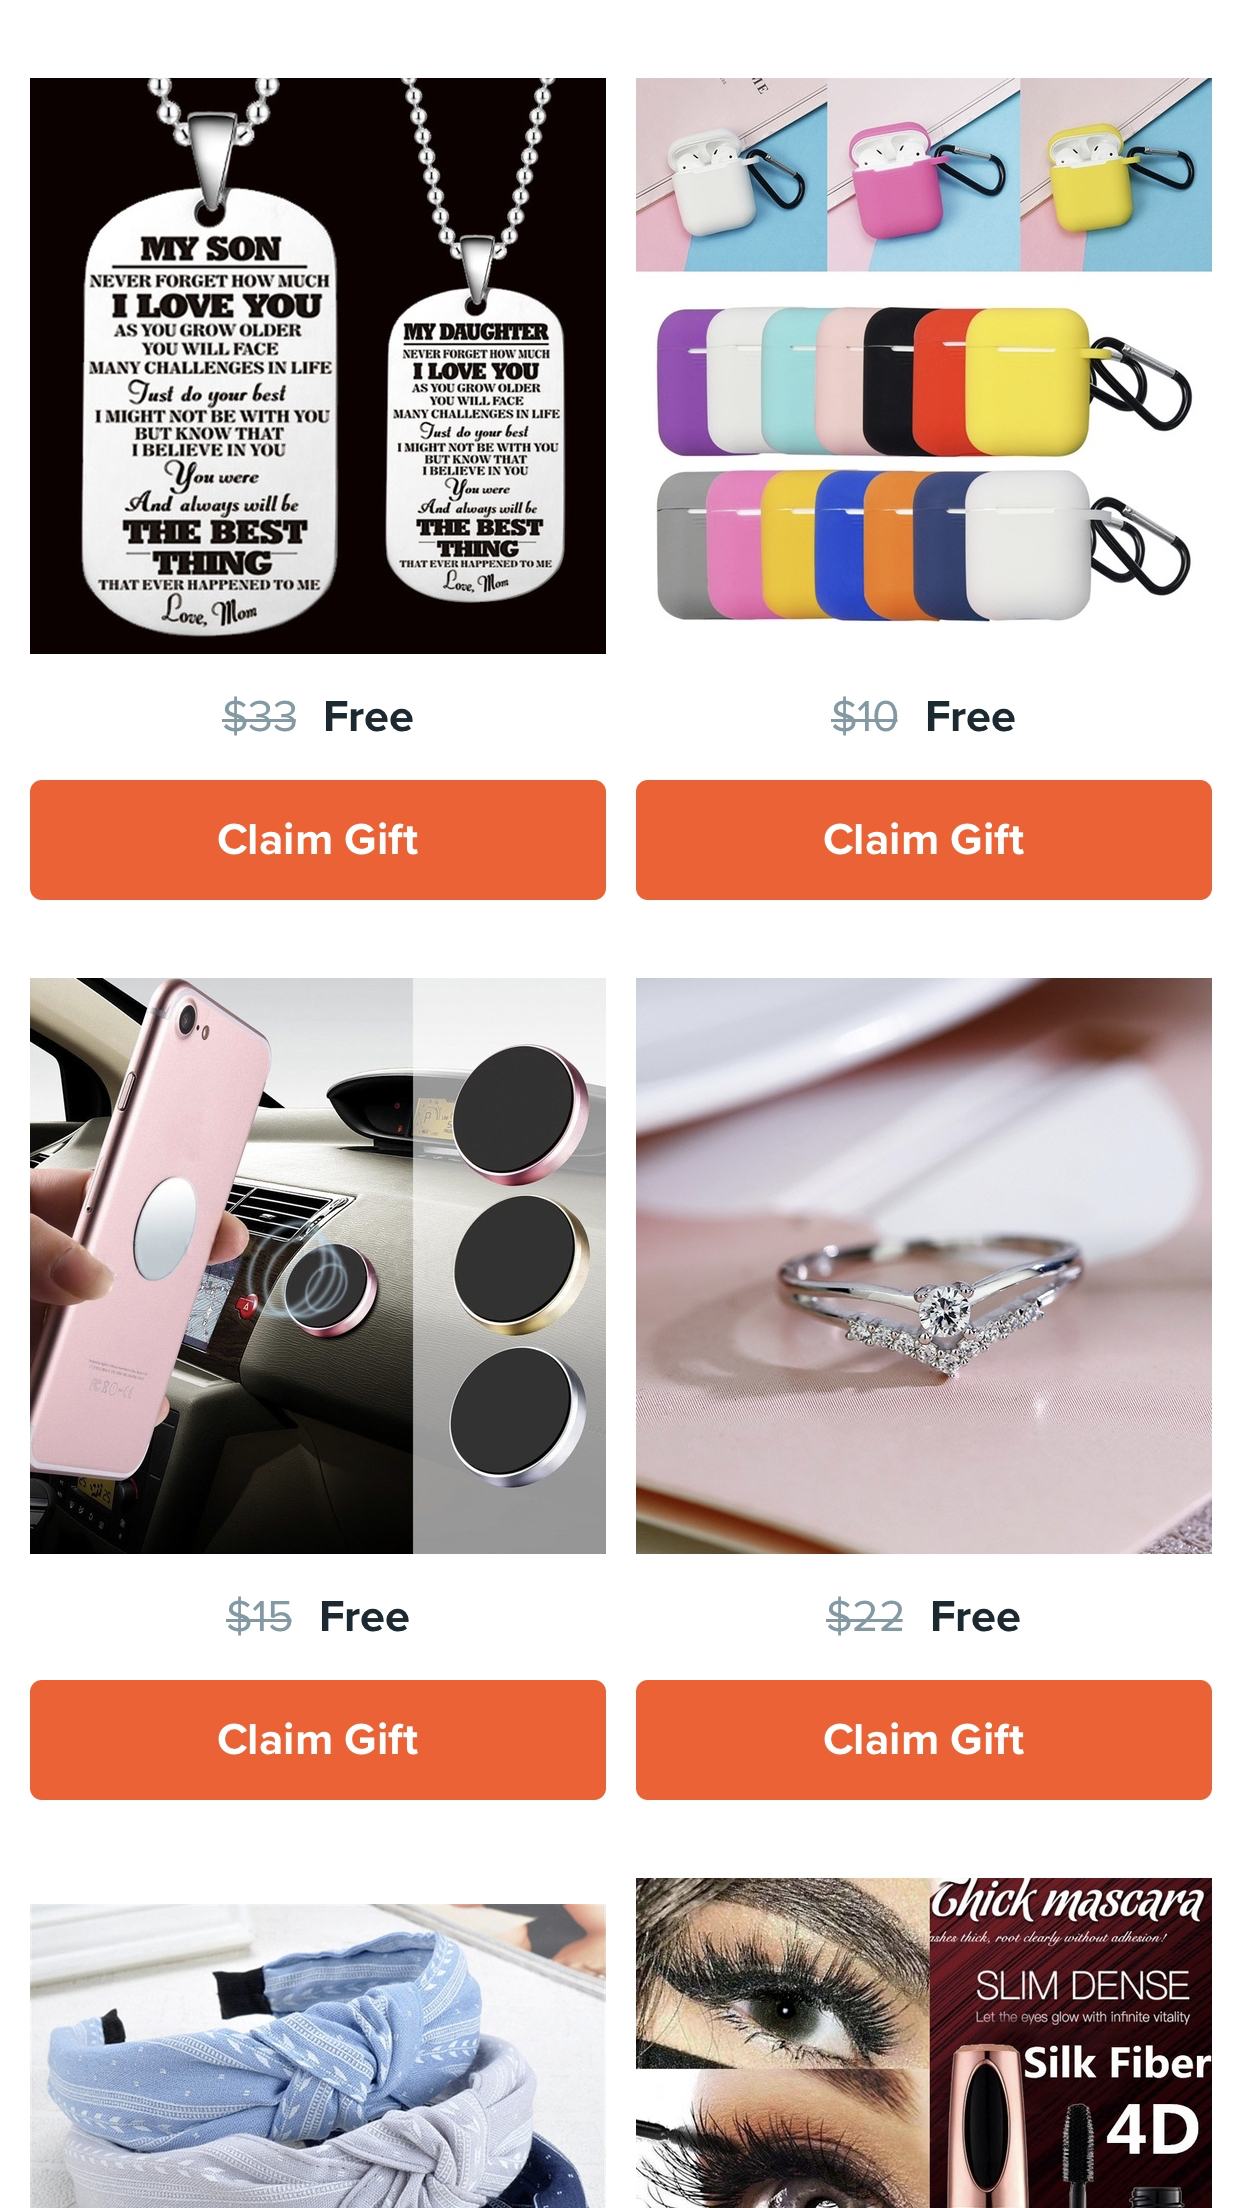 MY SON
NEVER FORGET HOW MUCH
I LOVE YOU
AS YOU GROW OLDER
YOU WILL FACE
MANY CHALLENGES IN LIFE
Just do your best
I MIGHT NOT BE WITH YOU
BUT KNOW THAT
I BELIEVE IN YOU
You were
And always will be
THE BEST
THING
THAT EVER HAPPENED TO ME
Love, Mom
MY DAUGHTER
NEVER FORGET HOW MUCH
I LOVE YOU
AS YOU GROW OLDER
YOU WILL FACE
MANY CHALLENGES IN LIFE
Just do your best
I MIGHT NOT BE WITH YOU
BUT KNOW THAT
I BELIEVE IN YOU
You were
And always will be
THE BEST
THING
THAT EVER HAPPENED TO ME
Love, Mom
$33 Free
$10 Free
Claim Gift
Claim Gift
$15 Free
$22 Free
Claim Gift
Claim Gift
Thick mascara
thick, root clearly without adhesion!
SLIM DENSE
Let the eyes glow with infinite vitality
Silk Fiber
4D